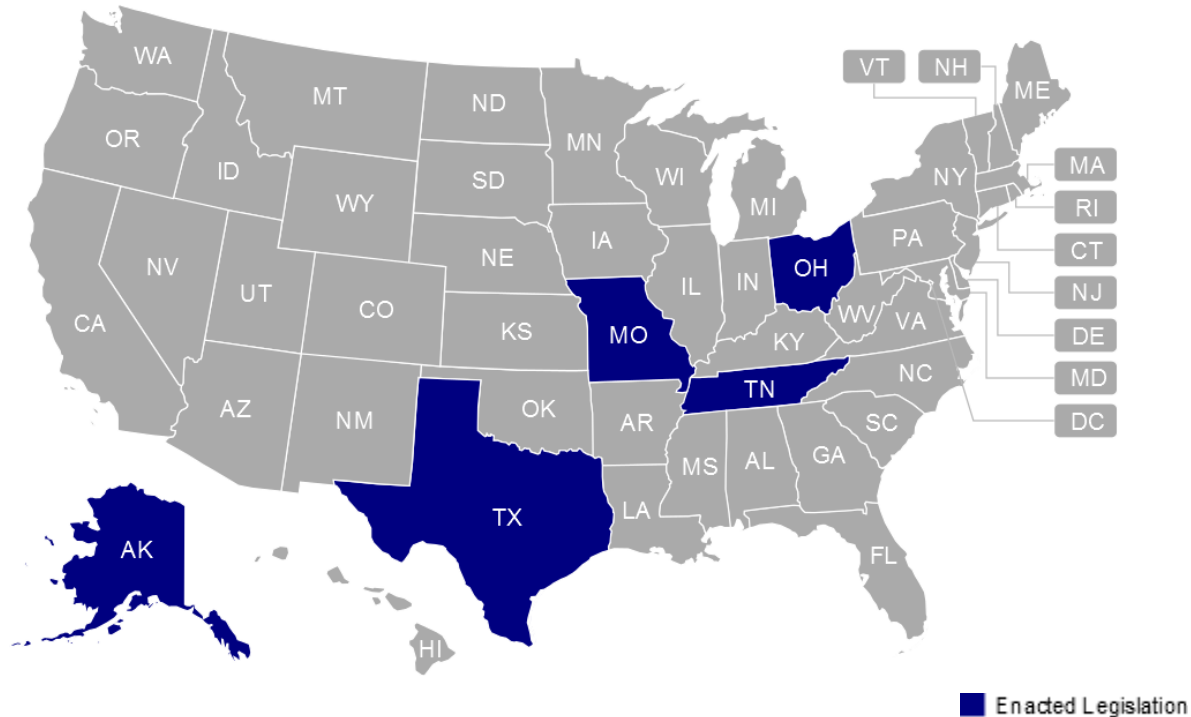 WA
MT
ND
MN
VT
NH
ME
OR
ID
SD
WI
MI
NY
MA
WY
RI
IA
PA
CT
NV
NE
IL
IN
OH
NJ
UT
CO
KS
MO
WV
VA
DE
CA
KY
MD
AZ
NM
OK
AR
TN
NC
DC
SC
MS
AL
GA
TX
LA
AK
FL
HI
Enacted Legislation